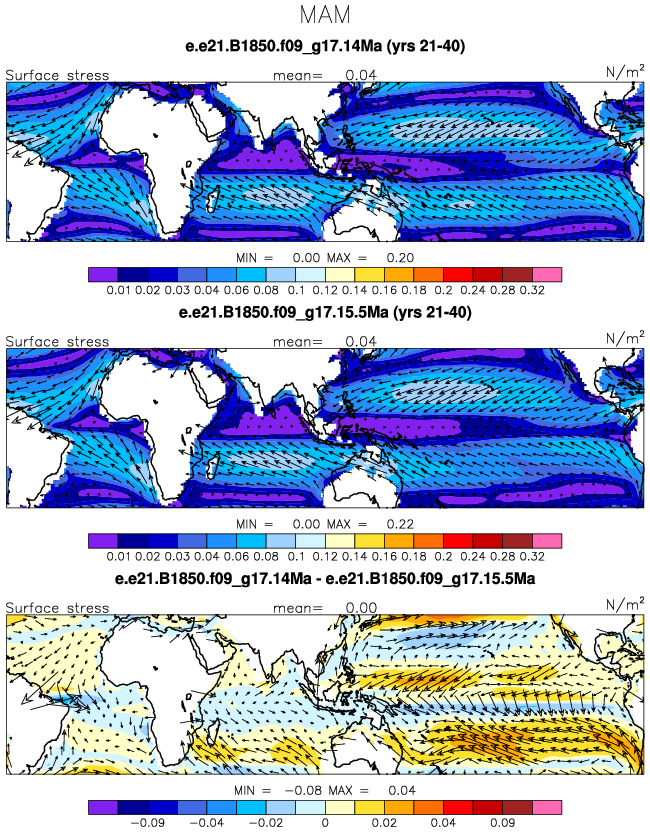 MAM
e.e21.B1850.f09_g17.14Ma (yrs 21-40)
Surface stress mean= 0.04 N/m²
MIN = 0.00 MAX = 0.20
0.01 0.02 0.03 0.04 0.06 0.08 0.1 0.12 0.14 0.16 0.18 0.2 0.24 0.28 0.32
e.e21.B1850.f09_g17.15.5Ma (yrs 21-40)
Surface stress mean= 0.04 N/m²
MIN = 0.00 MAX = 0.22
0.01 0.02 0.03 0.04 0.06 0.08 0.1 0.12 0.14 0.16 0.18 0.2 0.24 0.28 0.32
e.e21.B1850.f09_g17.14Ma - e.e21.B1850.f09_g17.15.5Ma
Surface stress mean= 0.00 N/m²
MIN = −0.08 MAX = 0.04
−0.09 −0.04 −0.02 0 0.02 0.04 0.09